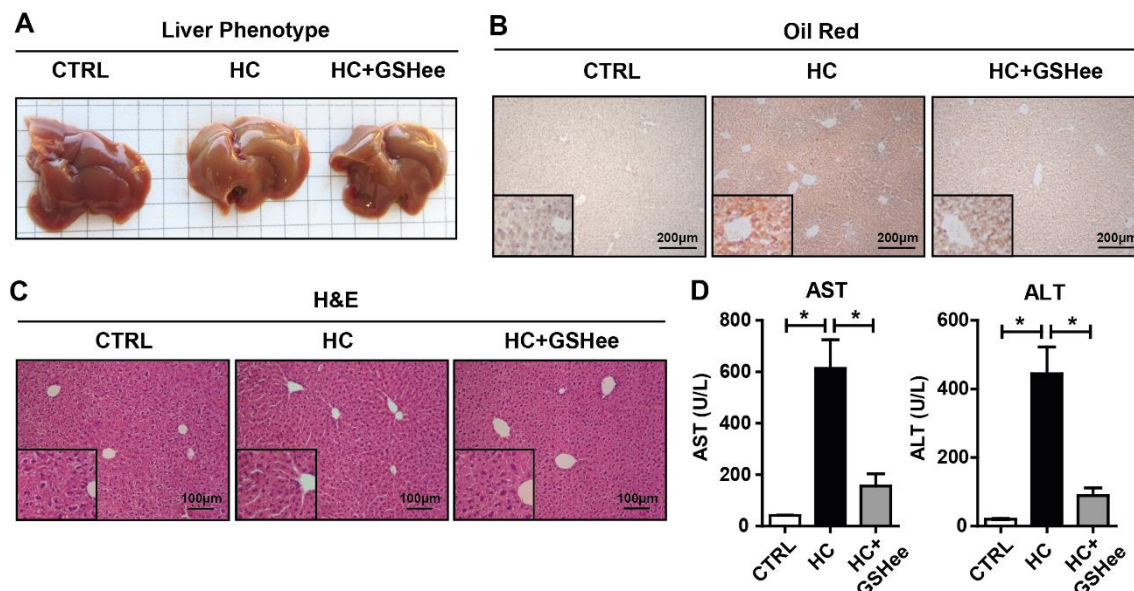 A
Liver Phenotype
CTRL HC HC+GSHee
B
Oil Red
CTRL HC HC+GSHee
200μm 200μm 200μm
C
H&E
CTRL HC HC+GSHee
100μm 100μm 100μm
D
AST
* *
AST (U/L)
800
600
400
200
0
CTRL
HC
HC+
GSHee
ALT
* *
ALT (U/L)
600
400
200
0
CTRL
HC
HC+
GSHee